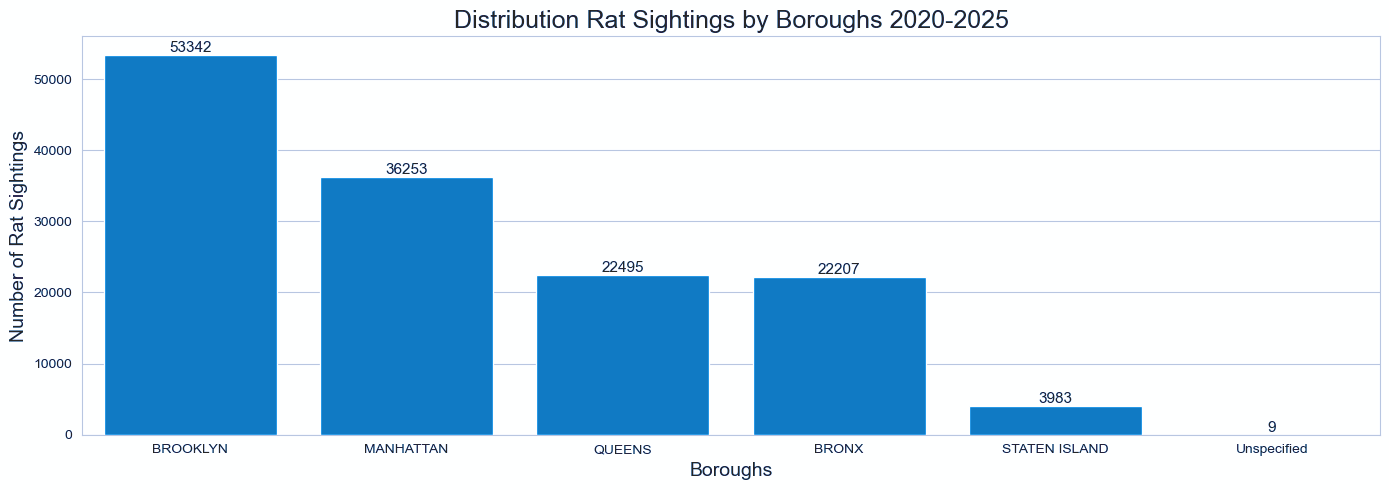 Distribution Rat Sightings by Boroughs 2020-2025
Number of Rat Sightings
50000
40000
30000
20000
10000
0
53342
36253
22495
22207
3983
9
BROOKLYN
MANHATTAN
QUEENS
BRONX
STATEN ISLAND
Unspecified
Boroughs